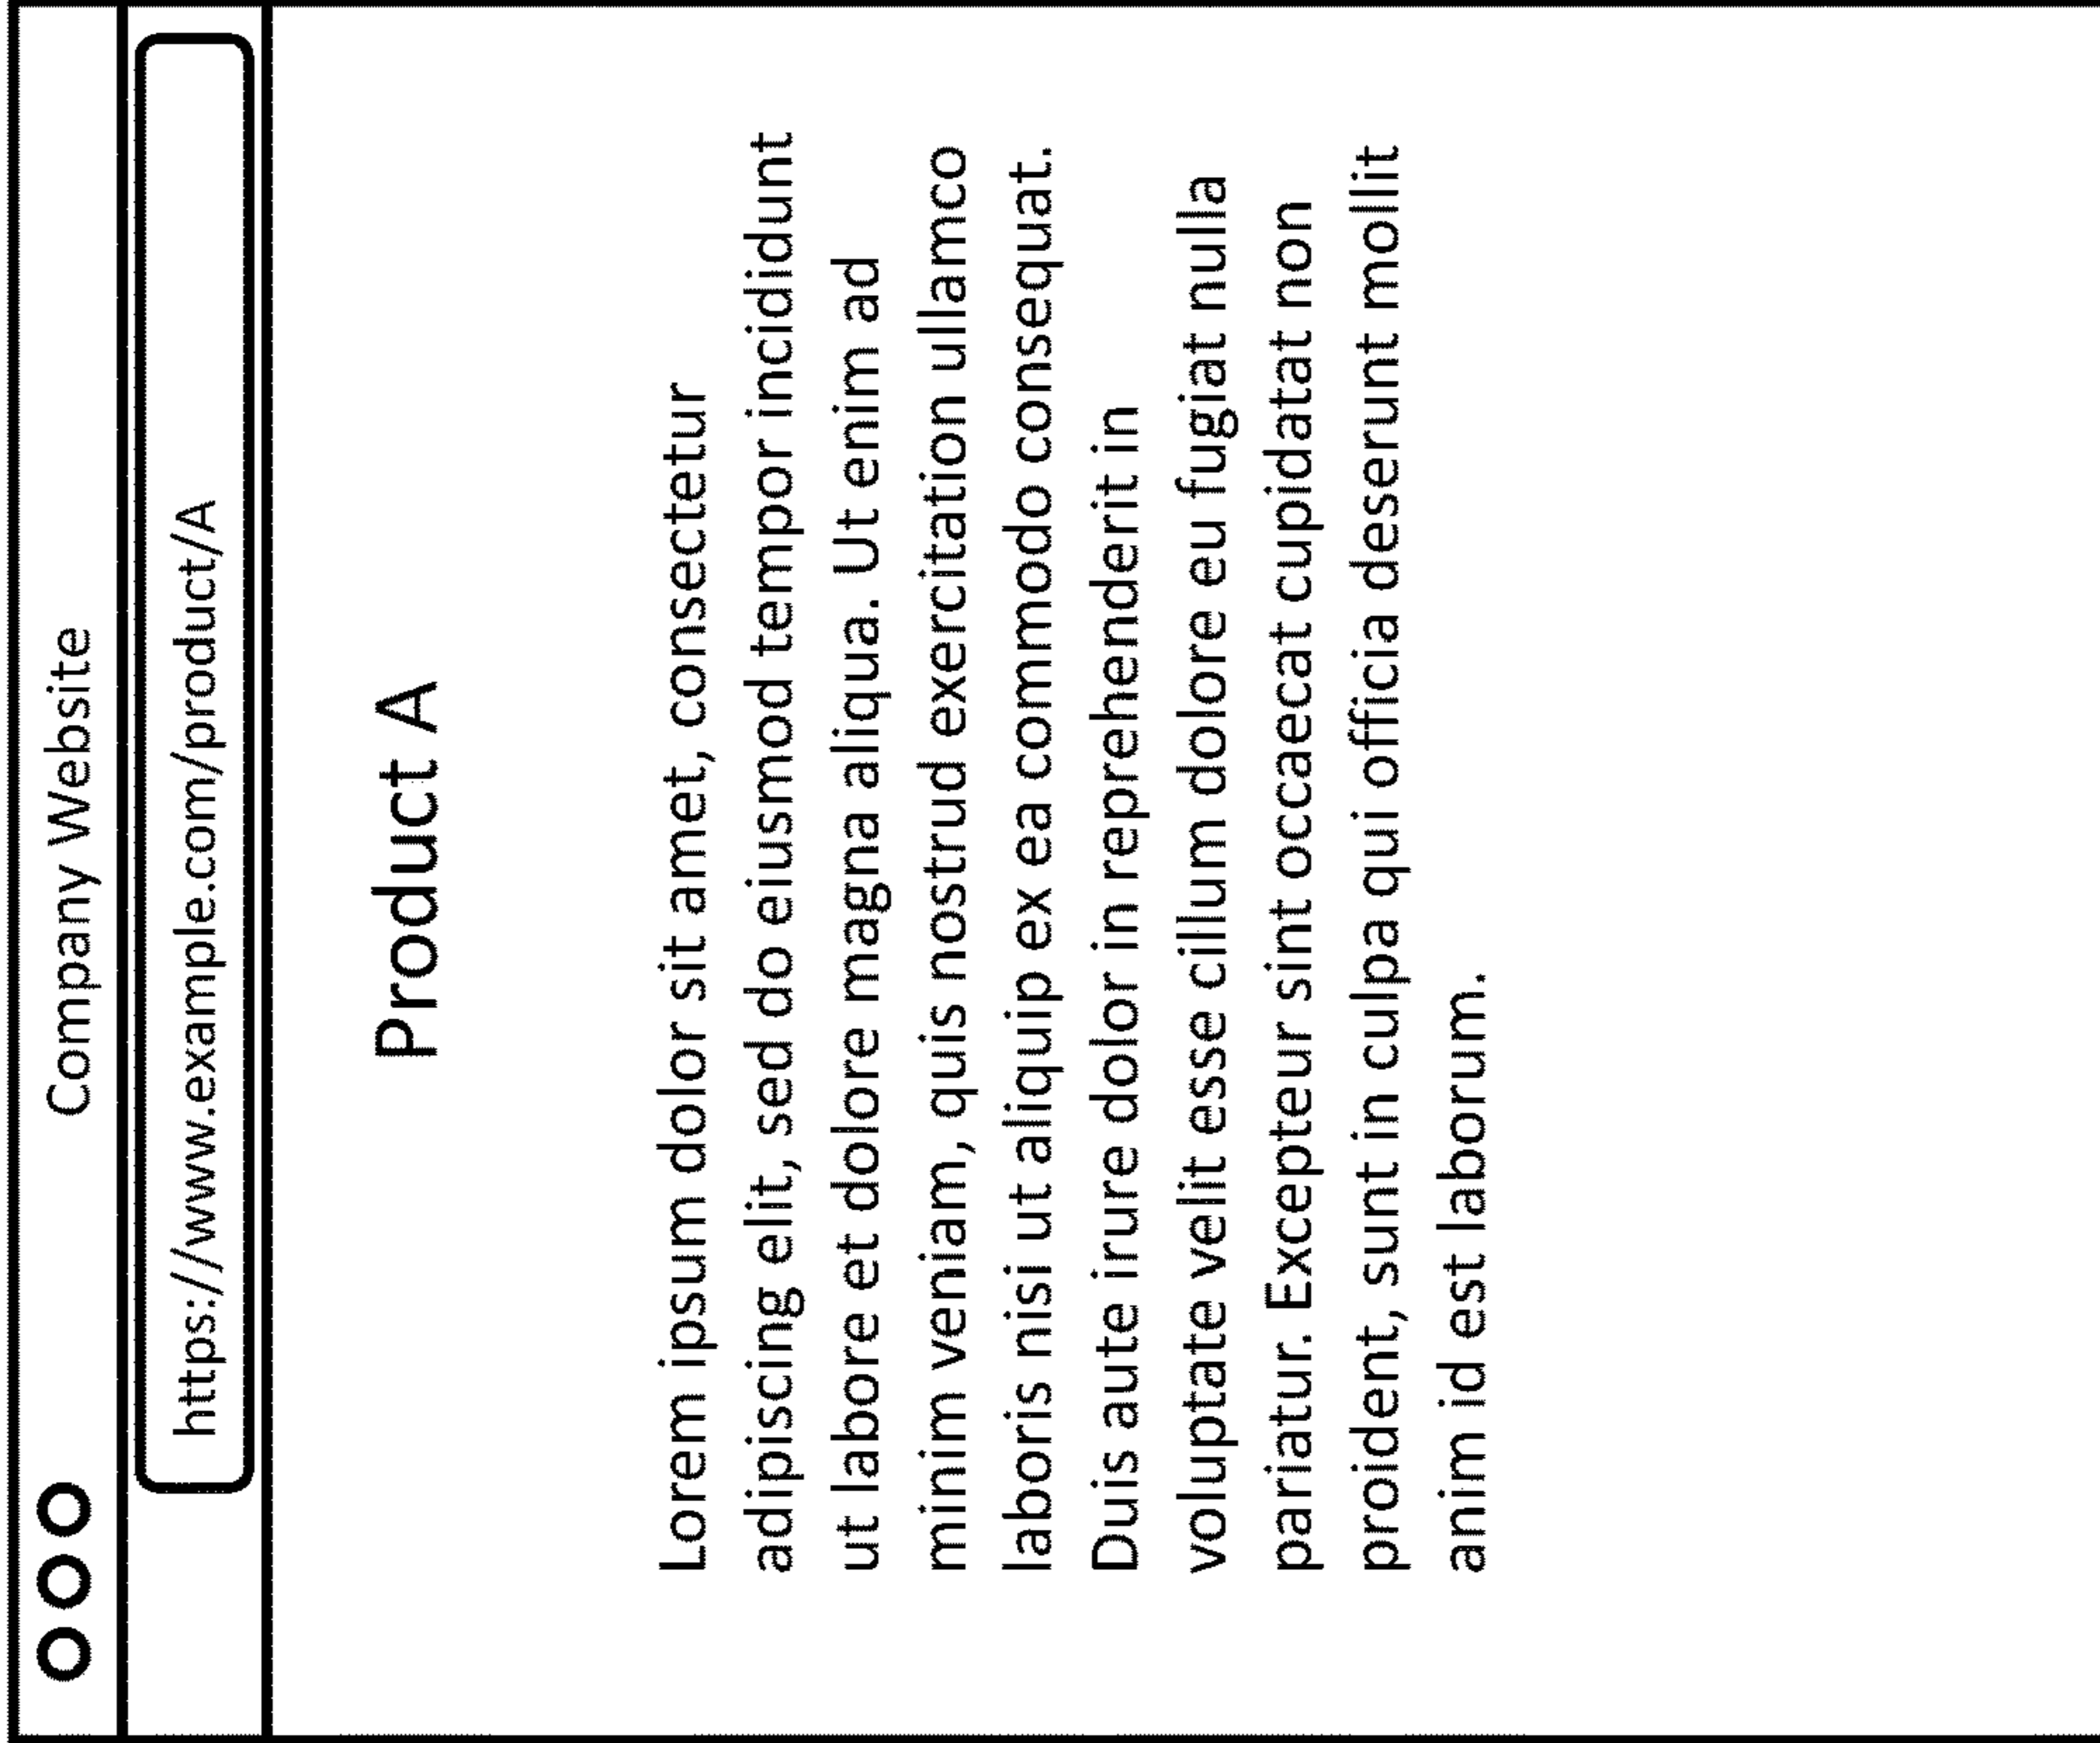 Company Website
https://www.example.com/product/A
Product A
Lorem ipsum dolor sit amet, consectetur
adipiscing elit, sed do eiusmod tempor incididunt
ut labore et dolore magna aliqua. Ut enim ad
minim veniam, quis nostrud exercitation ullamco
laboris nisi ut aliquip ex ea commodo consequat.
Duis aute irure dolor in reprehenderit in
voluptate velit esse cillum dolore eu fugiat nulla
pariatur. Excepteur sint occaecat cupidatat non
proident, sunt in culpa qui officia deserunt mollit
anim id est laborum.